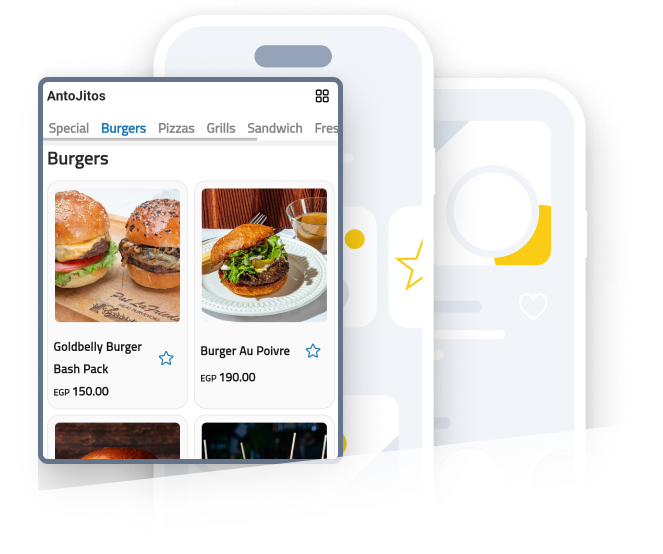 AntoJitos
Special Burgers Pizzas Grills Sandwich Fres
Burgers
Goldbelly Burger
Bash Pack
EGP 150.00
Burger Au Poivre
EGP 190.00